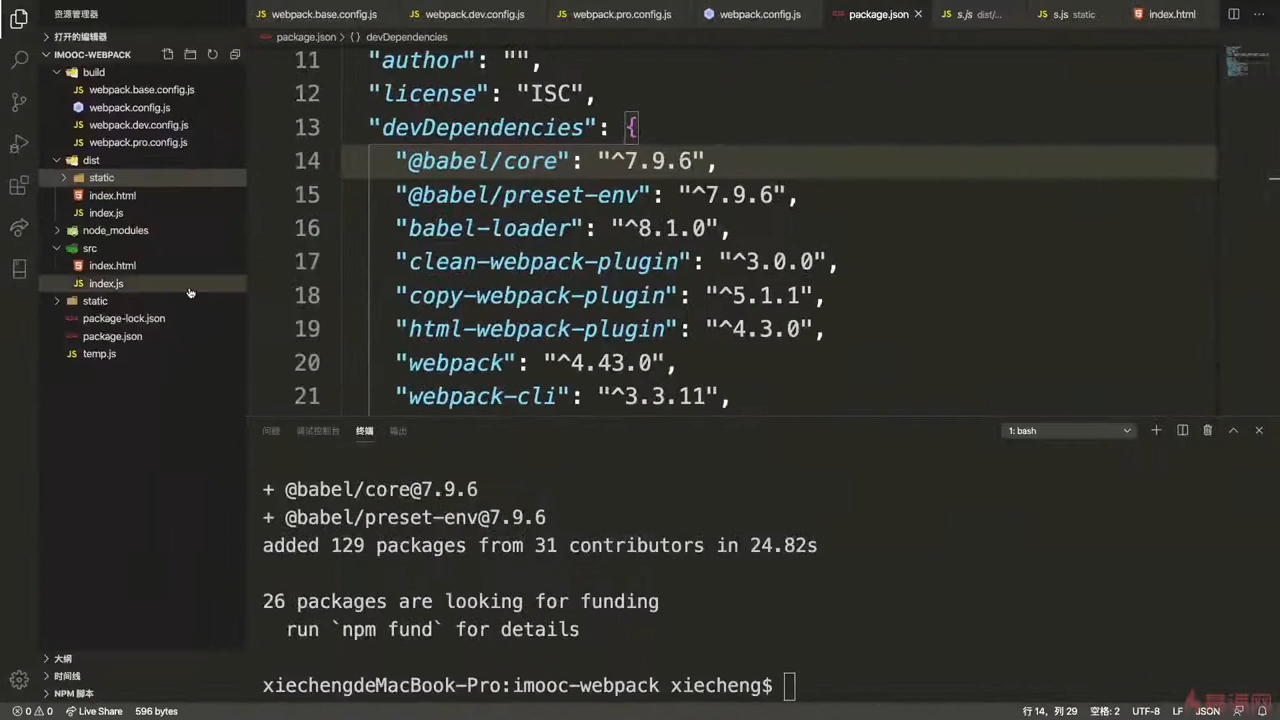 资源管理器
打开的编辑器
IMOOC-WEBPACK
build
webpack.base.config.js
webpack.config.js
webpack.dev.config.js
webpack.pro.config.js
dist
static
index.html
index.js
node_modules
src
index.html
index.js
static
package-lock.json
package.json
temp.js
大纲
时间线
NPM 脚本
webpack.base.config.js
webpack.dev.config.js
webpack.pro.config.js
webpack.config.js
package.json
s.js dist/...
s.js static
index.html
package.json › {} devDependencies
11 "author": "",
12 "license": "ISC",
13 "devDependencies": {
14 "@babel/core": "^7.9.6",
15 "@babel/preset-env": "^7.9.6",
16 "babel-loader": "^8.1.0",
17 "clean-webpack-plugin": "^3.0.0",
18 "copy-webpack-plugin": "^5.1.1",
19 "html-webpack-plugin": "^4.3.0",
20 "webpack": "^4.43.0",
21 "webpack-cli": "^3.3.11",
问题 调试控制台 终端 输出
1: bash
+ @babel/core@7.9.6
+ @babel/preset-env@7.9.6
added 129 packages from 31 contributors in 24.82s
26 packages are looking for funding
run `npm fund` for details
xiechengdeMacBook-Pro:imooc-webpack xiecheng$
0 0 Live Share 596 bytes
行 14, 列 29 空格: 2 UTF-8 LF JSON